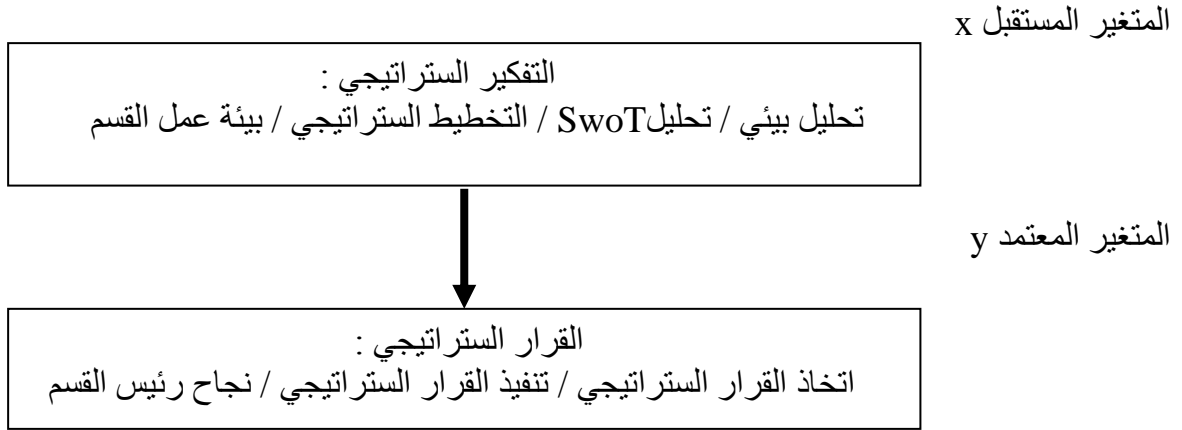 المتغير المستقبل x
التفكير الستراتيجي :
تحليل بيئي / تحليلSwoT / التخطيط الستراتيجي / بيئة عمل القسم
المتغير المعتمد y
القرار الستراتيجي :
اتخاذ القرار الستراتيجي / تنفيذ القرار الستراتيجي / نجاح رئيس القسم